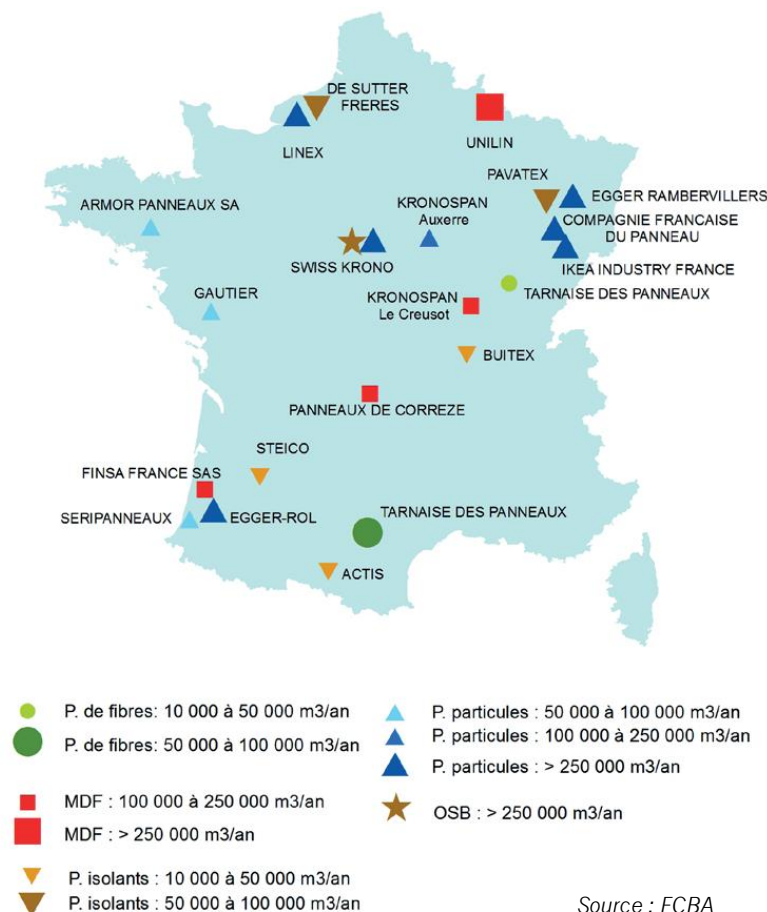 DE SUTTER
FRERES
LINEX
UNILIN
PAVATEX
EGGER RAMBERVILLERS
ARMOR PANNEAUX SA
KRONOSPAN
Auxerre
COMPAGNIE FRANCAISE
DU PANNEAU
SWISS KRONO
IKEA INDUSTRY FRANCE
GAUTIER
KRONOSPAN
Le Creusot
TARNAISE DES PANNEAUX
BUITEX
PANNEAUX DE CORREZE
STEICO
FINSA FRANCE SAS
SERIPANNEAUX
EGGER-ROL
TARNAISE DES PANNEAUX
ACTIS
P. de fibres: 10 000 à 50 000 m3/an
P. de fibres: 50 000 à 100 000 m3/an
MDF : 100 000 à 250 000 m3/an
MDF : > 250 000 m3/an
P. isolants : 10 000 à 50 000 m3/an
P. isolants : 50 000 à 100 000 m3/an
P. particules : 50 000 à 100 000 m3/an
P. particules : 100 000 à 250 000 m3/an
P. particules : > 250 000 m3/an
OSB : > 250 000 m3/an
Source : FCBA